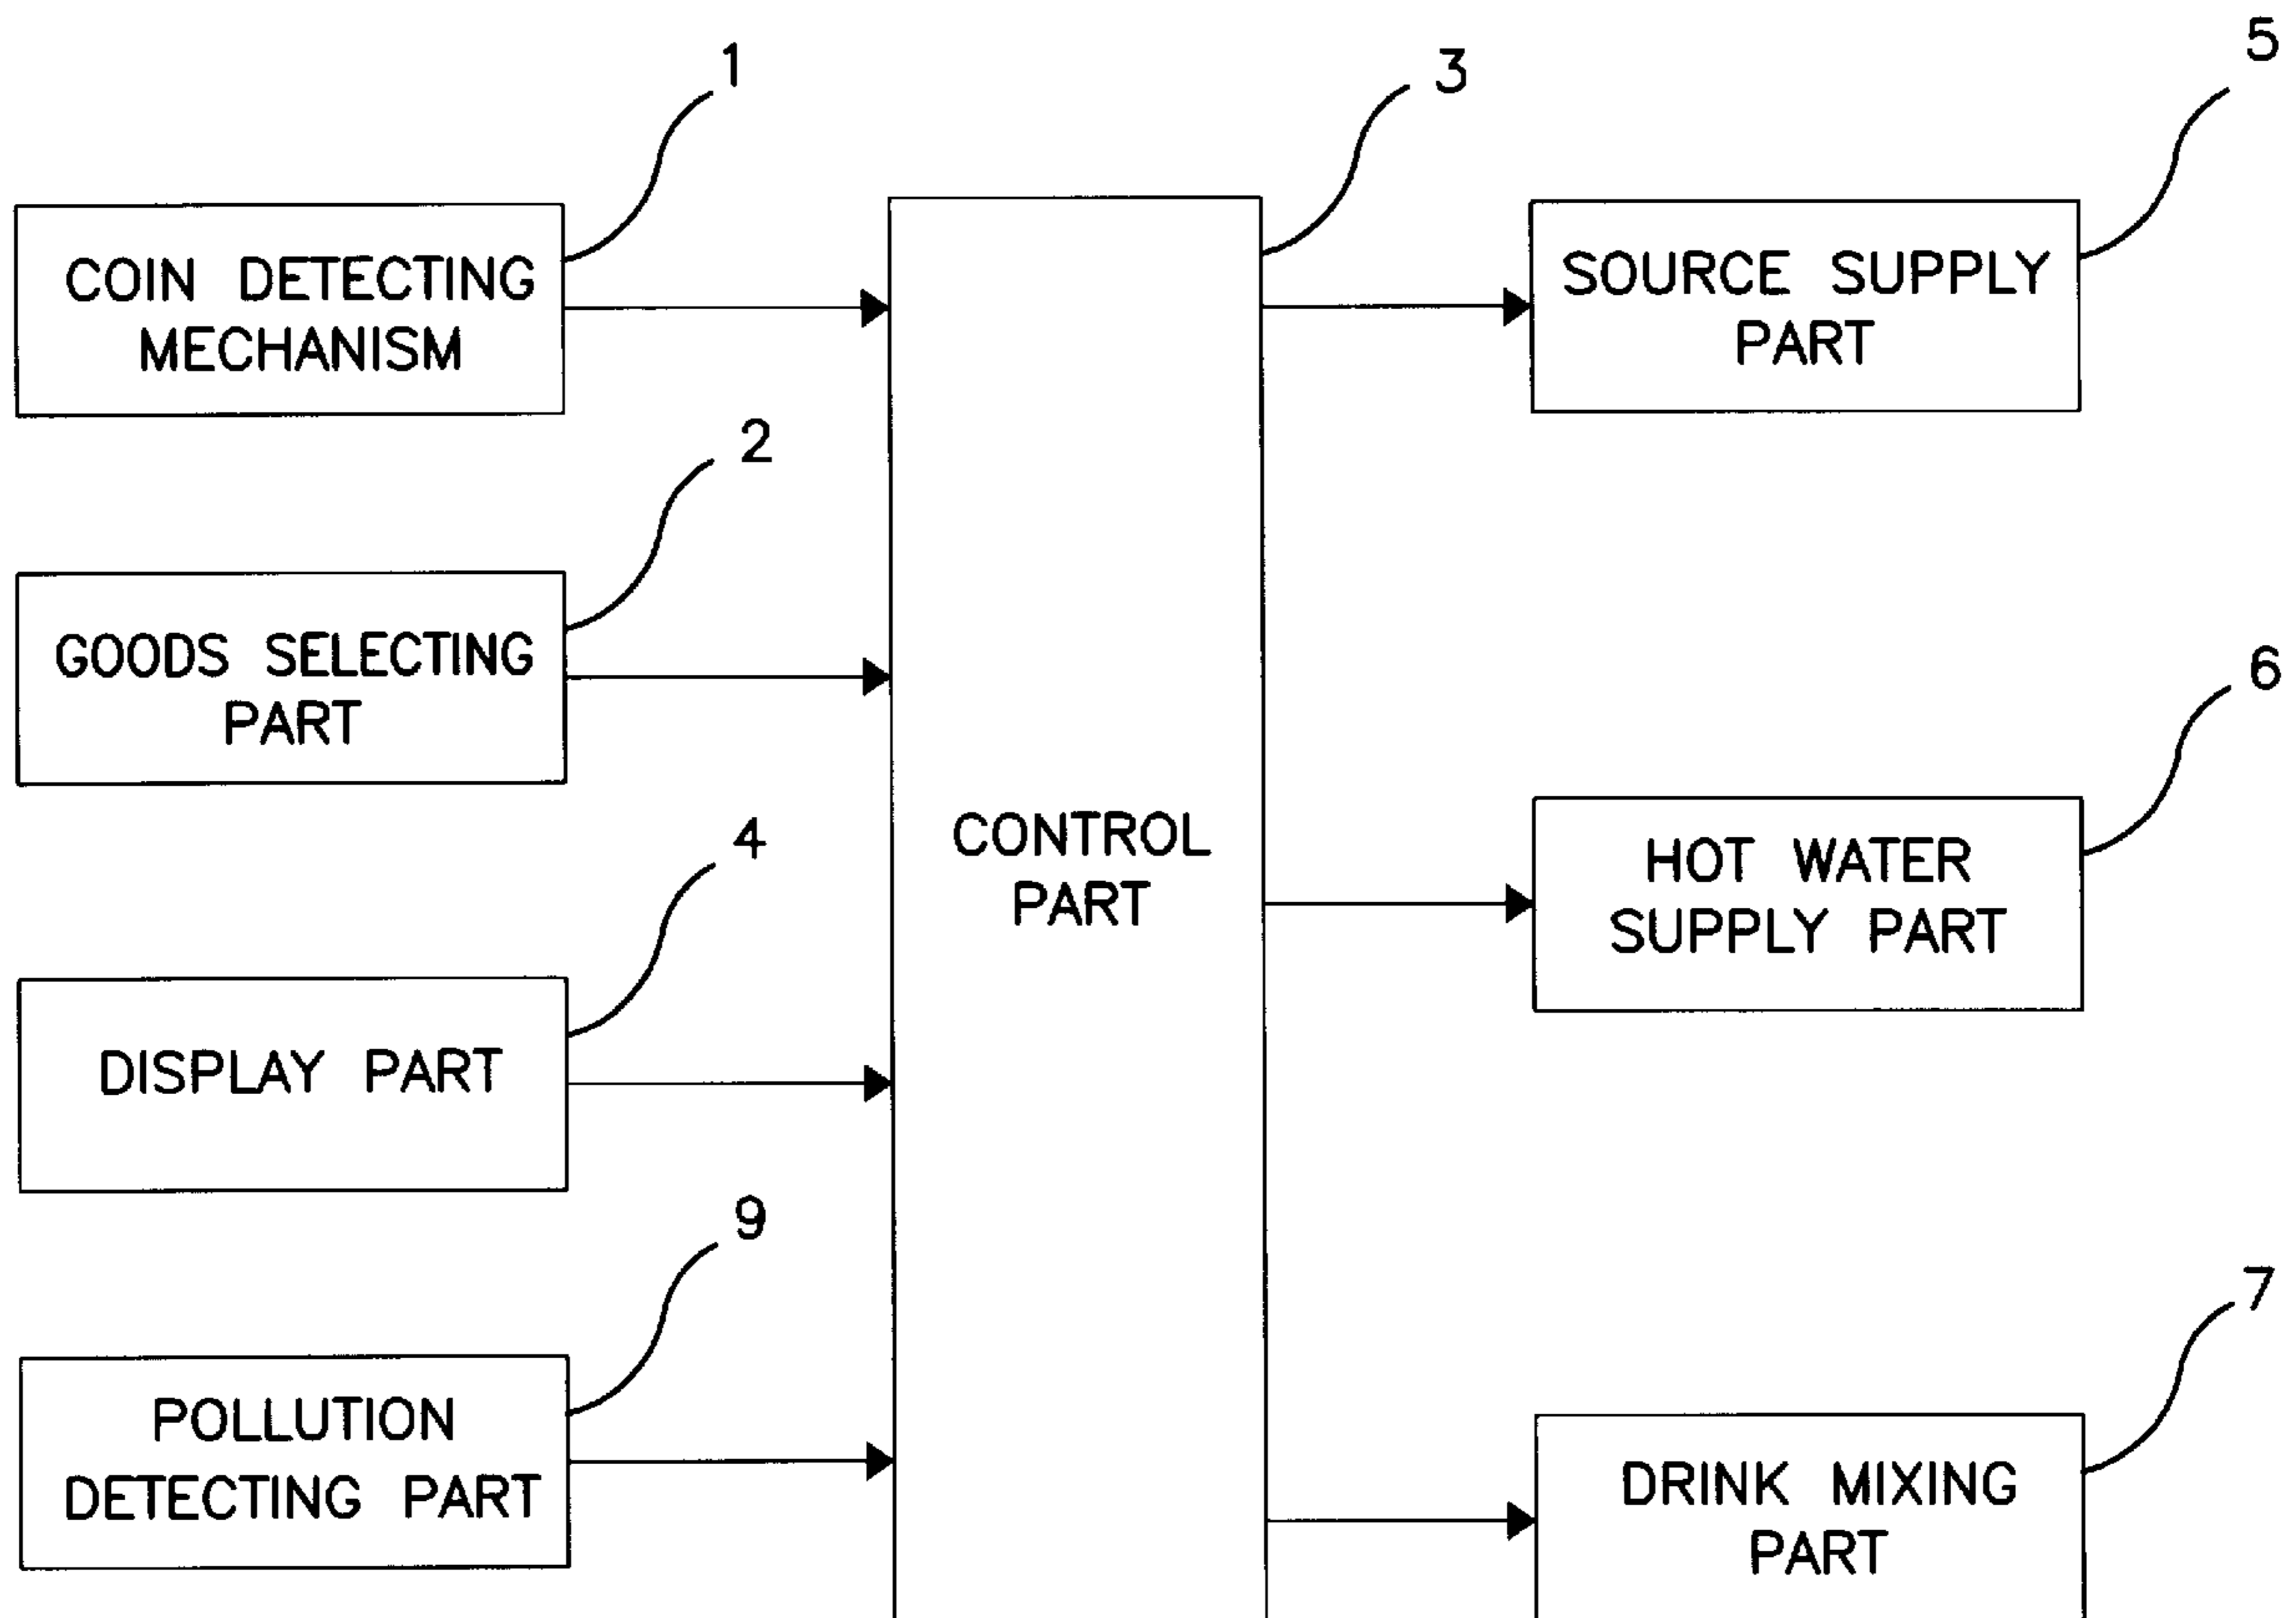 1
COIN DETECTING
MECHANISM
2
GOODS SELECTING
PART
4
DISPLAY PART
9
POLLUTION
DETECTING PART
3
CONTROL
PART
5
SOURCE SUPPLY
PART
6
HOT WATER
SUPPLY PART
7
DRINK MIXING
PART